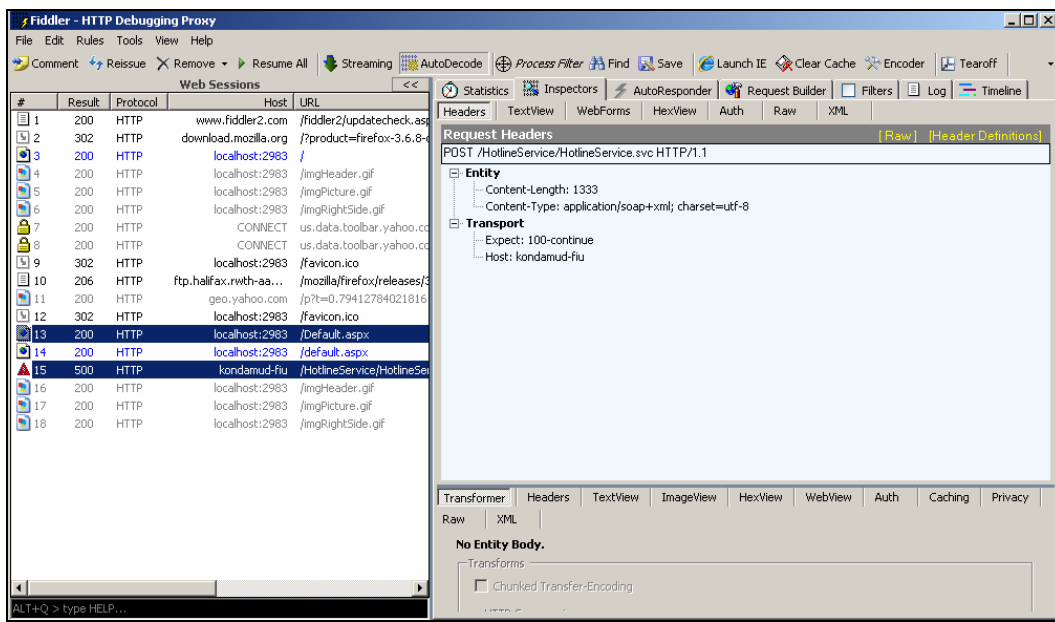 Fiddler - HTTP Debugging Proxy
File Edit Rules Tools View Help
Comment Reissue Remove Resume All Streaming AutoDecode Process Filter Find Save Launch IE Clear Cache Encoder Tearoff
Web Sessions <<
# Result Protocol Host URL
1 200 HTTP www.fiddler2.com /fiddler2/updatecheck.asp
2 302 HTTP download.mozilla.org /?product=firefox-3.6.8-
3 200 HTTP localhost:2983 /
4 200 HTTP localhost:2983 /imgHeader.gif
5 200 HTTP localhost:2983 /imgPicture.gif
6 200 HTTP localhost:2983 /imgRightSide.gif
7 200 HTTP CONNECT us.data.toolbar.yahoo.co
8 200 HTTP CONNECT us.data.toolbar.yahoo.co
9 302 HTTP localhost:2983 /favicon.ico
10 206 HTTP ftp.halifax.rwth-aa... /mozilla/firefox/releases/3
11 200 HTTP geo.yahoo.com /p?t=0.79412784021816
12 302 HTTP localhost:2983 /favicon.ico
13 200 HTTP localhost:2983 /Default.aspx
14 200 HTTP localhost:2983 /default.aspx
15 500 HTTP kondamud-fiu /HotlineService/HotlineSer
16 200 HTTP localhost:2983 /imgHeader.gif
17 200 HTTP localhost:2983 /imgPicture.gif
18 200 HTTP localhost:2983 /imgRightSide.gif
ALT+Q > type HELP...
Statistics Inspectors AutoResponder Request Builder Filters Log Timeline
Headers TextView WebForms HexView Auth Raw XML
Request Headers [Raw] [Header Definitions]
POST /HotlineService/HotlineService.svc HTTP/1.1
Entity
Content-Length: 1333
Content-Type: application/soap+xml; charset=utf-8
Transport
Expect: 100-continue
Host: kondamud-fiu
Transformer Headers TextView ImageView HexView WebView Auth Caching Privacy
Raw XML
No Entity Body.
Transforms
Chunked Transfer-Encoding